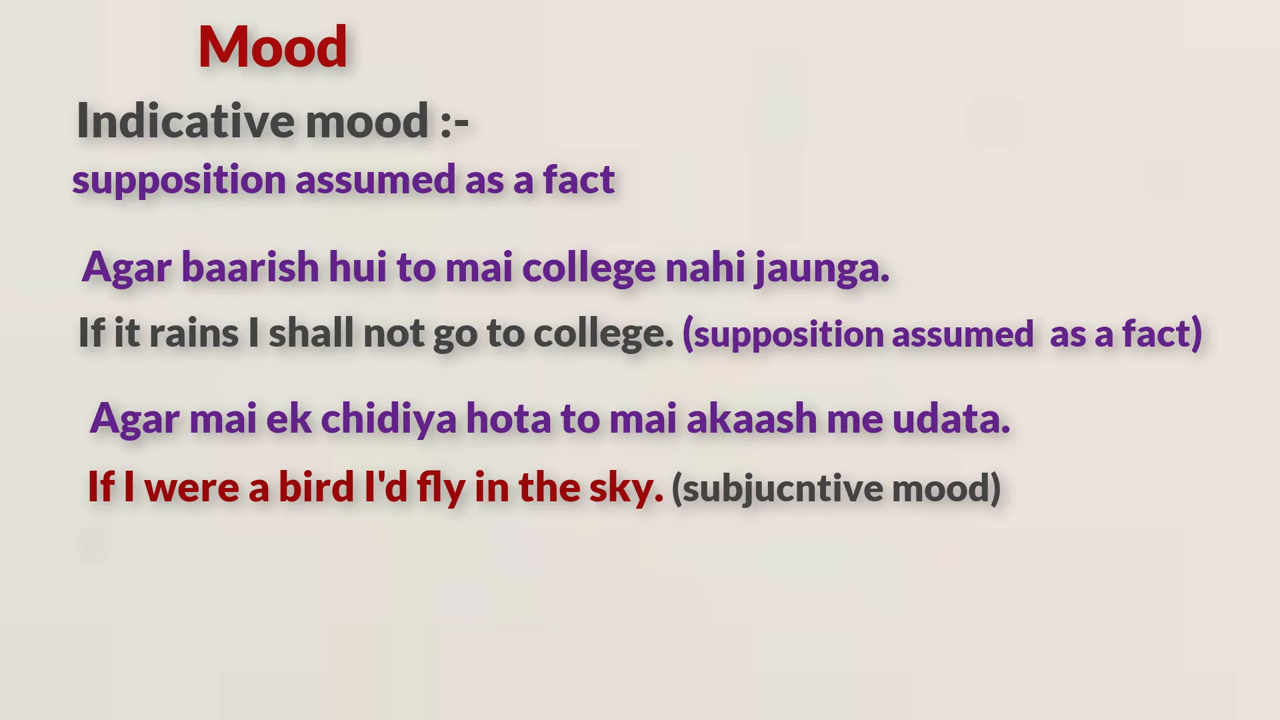 Mood
Indicative mood :-
supposition assumed as a fact
Agar baarish hui to mai college nahi jaunga.
If it rains I shall not go to college. (supposition assumed as a fact)
Agar mai ek chidiya hota to mai akaash me udata.
If I were a bird I'd fly in the sky. (subjucntive mood)